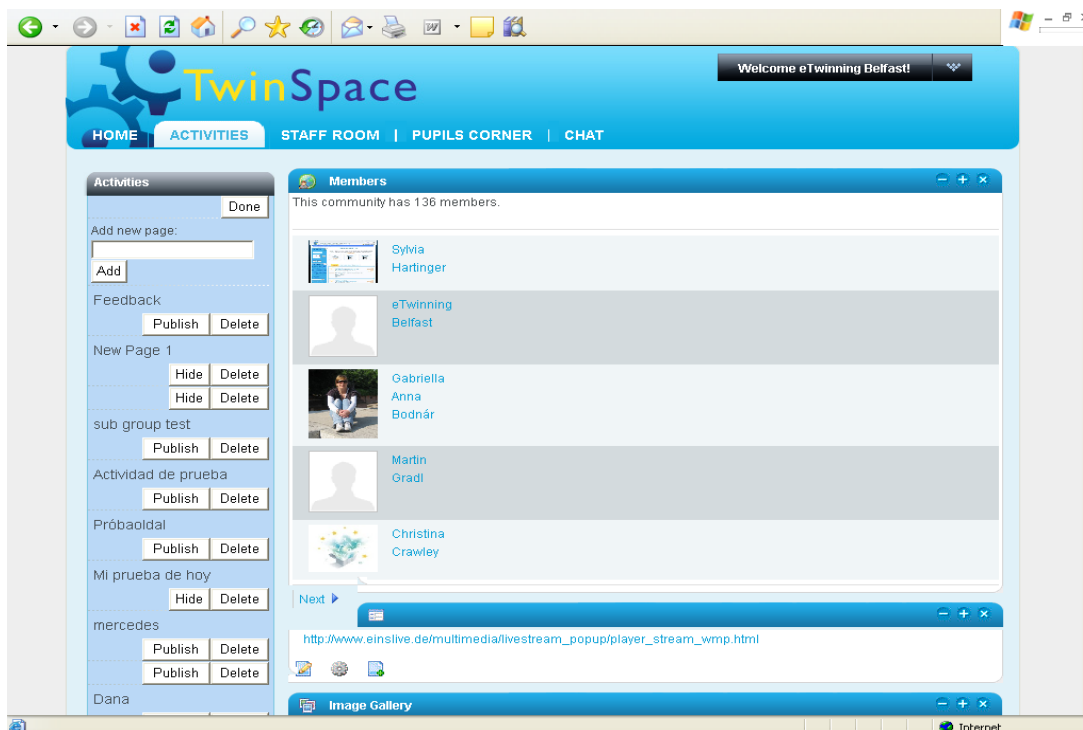 Welcome eTwinning Belfast!
TwinSpace
HOME ACTIVITIES STAFF ROOM | PUPILS CORNER | CHAT
Activities
Done
Add new page:
Add
Feedback
Publish Delete
New Page 1
Hide Delete
Hide Delete
sub group test
Publish Delete
Actividad de prueba
Publish Delete
Próbaoldal
Publish Delete
Mi prueba de hoy
Hide Delete
mercedes
Publish Delete
Publish Delete
Dana
Members
This community has 136 members.
Sylvia
Hartinger
eTwinning
Belfast
Gabriella
Anna
Bodnár
Martin
Gradl
Christina
Crawley
Next
http://www.einslive.de/multimedia/livestream_popup/player_stream_wmp.html
Image Gallery
Internet